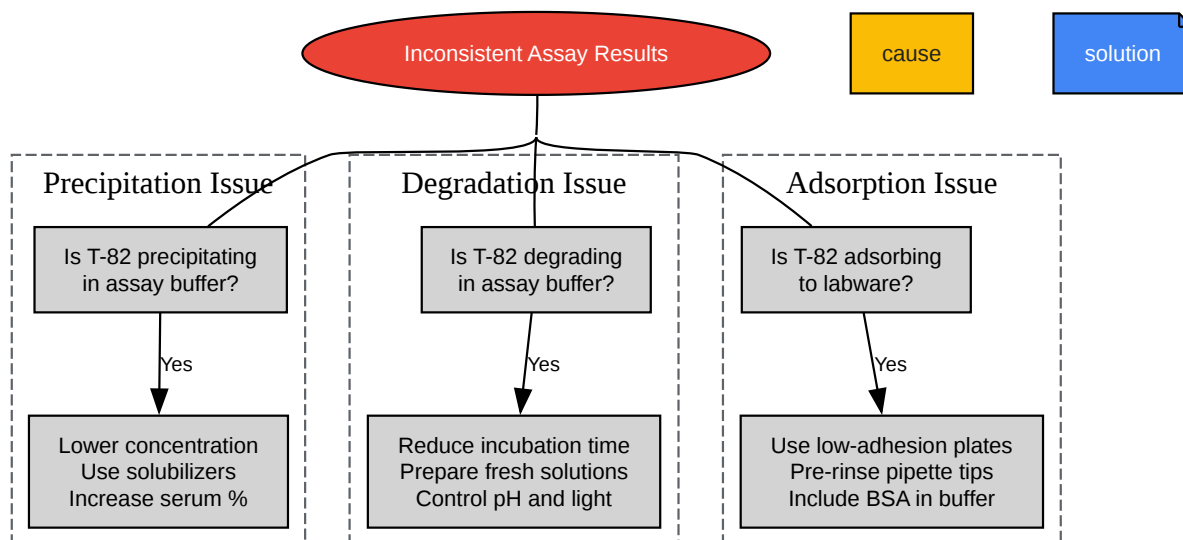 Inconsistent Assay Results
cause
solution
Precipitation Issue
Degradation Issue
Adsorption Issue
Is T-82 precipitating
in assay buffer?
Is T-82 degrading
in assay buffer?
Is T-82 adsorbing
to labware?
Yes
Yes
Yes
Lower concentration
Use solubilizers
Increase serum %
Reduce incubation time
Prepare fresh solutions
Control pH and light
Use low-adhesion plates
Pre-rinse pipette tips
Include BSA in buffer